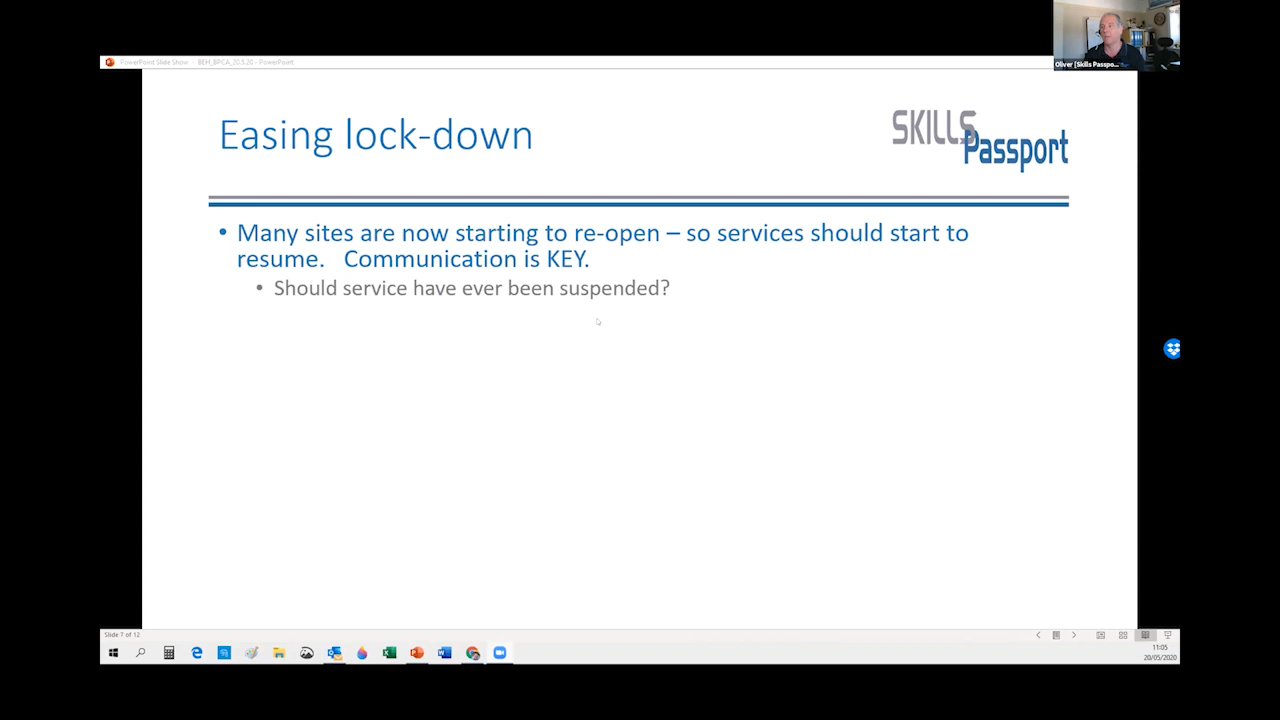 PowerPoint Slide Show - BEH_BPCA_20.5.20 - PowerPoint
Oliver [Skills Passpo...
Easing lock-down
SKILLS
Passport
• Many sites are now starting to re-open – so services should start to
resume. Communication is KEY.
• Should service have ever been suspended?
Slide 7 of 12
11:05
20/05/2020